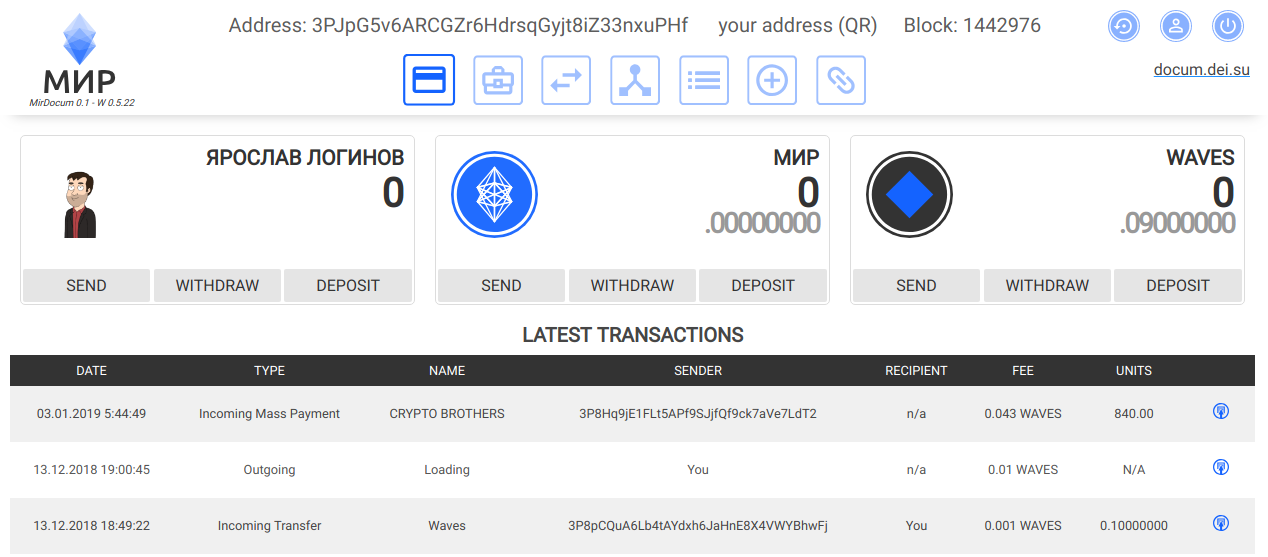 Address: 3PJpG5v6ARCGZr6HdrsqGyjt8iZ33nxuPHf your address (QR) Block: 1442976
МИР
MirDocum 0.1 - W 0.5.22
docum.dei.su
ЯРОСЛАВ ЛОГИНОВ
0
SEND WITHDRAW DEPOSIT
МИР
0
.00000000
SEND WITHDRAW DEPOSIT
WAVES
0
.09000000
SEND WITHDRAW DEPOSIT
LATEST TRANSACTIONS
DATE TYPE NAME SENDER RECIPIENT FEE UNITS
03.01.2019 5:44:49 Incoming Mass Payment CRYPTO BROTHERS 3P8Hq9jE1FLt5APf9SJjfQf9ck7aVe7LdT2 n/a 0.043 WAVES 840.00
13.12.2018 19:00:45 Outgoing Loading You n/a 0.01 WAVES N/A
13.12.2018 18:49:22 Incoming Transfer Waves 3P8pCQuA6Lb4tAYdxh6JaHnE8X4VWYBhwFj You 0.001 WAVES 0.10000000